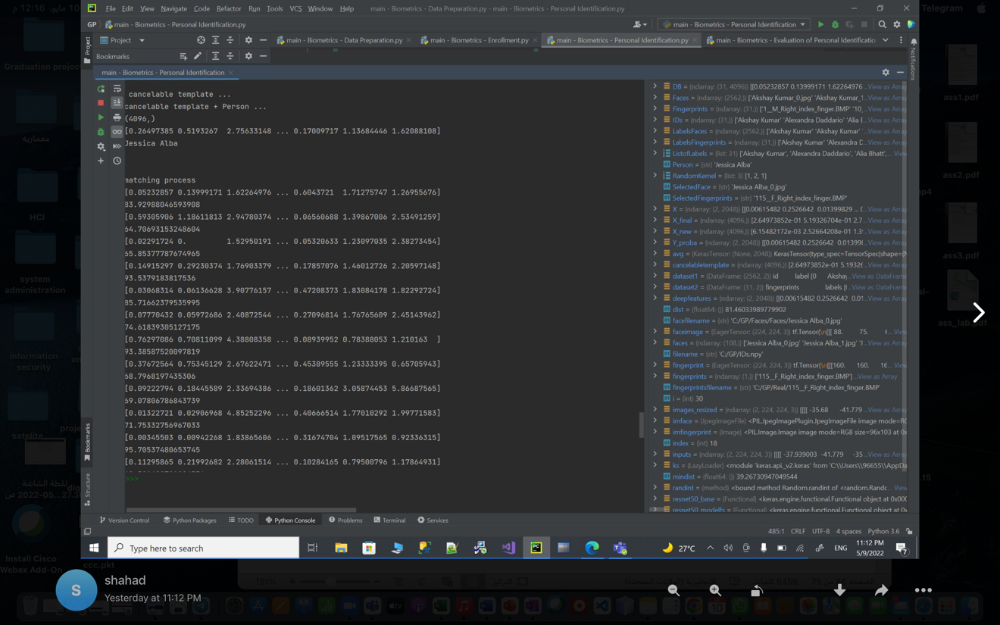 12:16 م
10 مايو
Telegram
File Edit View Navigate Code Refactor Run Tools VCS Window Help
main - Biometrics - Data Preparation.py - main - Biometrics - Personal Identification.py
GP
main - Biometrics - Personal Identification.py
main - Biometrics - Personal Identification
Project
Project
main - Biometrics - Data Preparation.py
main - Biometrics - Enrollment.py
main - Biometrics - Personal Identification.py
main - Biometrics - Evaluation of Personal Identificatio
Bookmarks
Notifications
main - Biometrics - Personal Identification
cancelable template ...
cancelable template + Person ...
(4096,)
[0.26497385 0.5193267 2.75633148 ... 0.17009717 1.13684446 1.62088108]
Jessica Alba
matching process
[0.05232857 0.13999171 1.62264976 ... 0.6043721 1.71275747 1.26955676]
83.92988046593908
[0.59305906 1.18611813 2.94780374 ... 0.06560688 1.39867006 2.53491259]
64.70693153248604
[0.02291724 0. 1.52950191 ... 0.05320633 1.23097035 2.38273454]
65.85377787674965
[0.14915297 0.29230374 1.76903379 ... 0.17857076 1.46012726 2.20597148]
93.5379183817536
[0.03068314 0.06136628 3.90776157 ... 0.47208373 1.83084178 1.82292724]
85.71662379535995
[0.07770432 0.05972686 2.40872544 ... 0.27096814 1.76765609 2.45143962]
74.61839305127175
[0.76297086 0.70811099 4.38808358 ... 0.08939952 0.78388053 1.210163 ]
93.38587520097819
[0.37672564 0.75345129 2.67622471 ... 0.45389555 1.23333395 0.65705943]
68.7968197435306
[0.09222794 0.18445589 2.33694386 ... 0.18601362 3.05874453 5.86687565]
69.07806786843739
[0.01322721 0.02906968 4.85252296 ... 0.40666514 1.77010292 1.99771583]
71.75332756967033
[0.00345503 0.00942268 1.83865606 ... 0.31674704 1.09517565 0.92336315]
95.70537480653745
[0.11295865 0.21992682 2.28061514 ... 0.10284165 0.79500796 1.17864931]
>>>
DB = {ndarray: (31, 4096)} [[0.05232857 0.13999171 1.62264976 ...View as Array
Faces = {ndarray: (2562,)} ['Akshay Kumar_0.jpg' 'Akshay Kumar_1...View as Array
Fingerprints = {ndarray: (31,)} ['1__M_Right_index_finger.BMP' '10_...View as Array
IDs = {ndarray: (31,)} ['Akshay Kumar' 'Alexandra Daddario' 'Alia E...View as Array
LabelsFaces = {ndarray: (2562,)} ['Akshay Kumar' 'Akshay Kumar' ...View as Array
LabelsFingerprints = {ndarray: (31,)} ['Akshay Kumar' 'Alexandra D...View as Array
ListofLabels = {list: 31} ['Akshay Kumar', 'Alexandra Daddario', 'Alia Bhatt',... View
Person = {str} 'Jessica Alba'
RandomKernel = {list: 3} [1, 2, 1]
SelectedFace = {str} 'Jessica Alba_0.jpg'
SelectedFingerprints = {str} '115__F_Right_index_finger.BMP'
X = {ndarray: (2, 2048)} [[0.00615482 0.2526642 0.01399829 ... (...View as Array
X_final = {ndarray: (4096,)} [2.64973852e-01 5.19326704e-01 2.7...View as Array
X_new = {ndarray: (4096,)} [6.15482172e-03 2.52664208e-01 1.39...View as Array
Y_proba = {ndarray: (2, 2048)} [[0.00615482 0.2526642 0.01399(...View as Array
avg = {KerasTensor: (None, 2048)} KerasTensor(type_spec=TensorSpec(shape=(N
cancelabletemplate = {ndarray: (4096,)} [2.64973852e-01 5.1932(...View as Array
dataset1 = {DataFrame: (2562, 2)} id label [0 Akshay...View as DataFrame
dataset2 = {DataFrame: (31, 2)} fingerprints labels [(...View as DataFrame
deepfeatures = {ndarray: (2, 2048)} [[0.00615482 0.2526642 0.01...View as Array
dist = {float64: ()} 81.46033989779902
facefilename = {str} 'C:/GP/Faces/Faces/Jessica Alba_0.jpg'
faceimage = {EagerTensor: (224, 224, 3)} tf.Tensor(\n[[[ 88. 75. 6... View
faces = {ndarray: (108,)} ['Jessica Alba_0.jpg' 'Jessica Alba_1.jpg' 'J...View as Array
filename = {str} 'C:/GP/IDs.npy'
fingerprint = {EagerTensor: (224, 224, 3)} tf.Tensor(\n[[[160. 160. 16... View
fingerprints = {ndarray: (1,)} ['115__F_Right_index_finger.BMP'] ...View as Array
fingerprintsfilename = {str} 'C:/GP/Real/115__F_Right_index_finger.BMP'
i = {int} 30
images_resized = {ndarray: (2, 224, 224, 3)} [[[[ -35.68 -41.779 ...View as Array
imface = {JpegImageFile} <PIL.JpegImagePlugin.JpegImageFile image mode=RG
imfingerprint = {Image} <PIL.Image.Image image mode=RGB size=96x103 at 0x
index = {int} 18
inputs = {ndarray: (2, 224, 224, 3)} [[[[ -37.939003 -41.779 -35...View as Array
ks = {LazyLoader} <module 'keras.api._v2.keras' from 'C:\\Users\\96655\\AppDa
mindist = {float64: ()} 39.26730947049544
randint = {method} <bound method Random.randint of <random.Rando... View
resnet50_base = {Functional} <keras.engine.functional.Functional object at 0x000
resnet50_modelfs = {Functional} <keras.engine.functional.Functional object at 0x
Bookmarks
Structure
Version Control
Python Packages
TODO
Python Console
Problems
Terminal
Services
485:1 CRLF UTF-8 4 spaces Python 3.6
Type here to search
27°C
ENG
11:12 PM
5/9/2022
7
Graduation project
معمارية
HCI
system
administration
information
security
satelite
لقطة الشاشة
Install Cisco
Webex Add-On
ccc.pkt
ass1.pdf
ass2.pdf
ass3.pdf
ass_lab.pdf
151%
التركيز
S
shahad
Yesterday at 11:12 PM